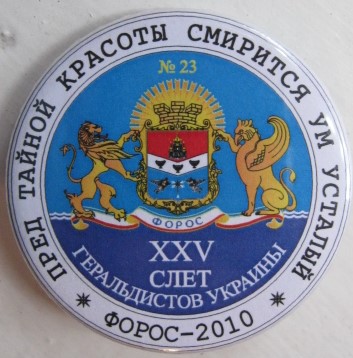 ПРЕД ТАЙНОЙ КРАСОТЫ СМИРИТСЯ УМ УСТАЛЫЙ
№ 23
ФОРОС
XXV
СЛЕТ
ГЕРАЛЬДИСТОВ УКРАИНЫ
* ФОРОС-2010 *